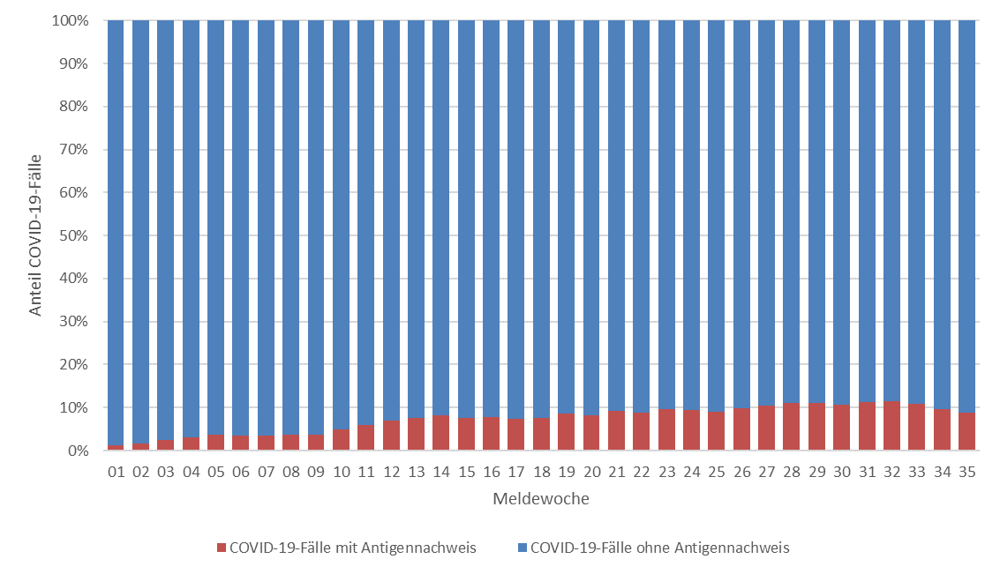 100%
90%
80%
70%
60%
50%
40%
30%
20%
10%
0%
Anteil COVID-19-Fälle
01 02 03 04 05 06 07 08 09 10 11 12 13 14 15 16 17 18 19 20 21 22 23 24 25 26 27 28 29 30 31 32 33 34 35
Meldewoche
COVID-19-Fälle mit Antigennachweis COVID-19-Fälle ohne Antigennachweis